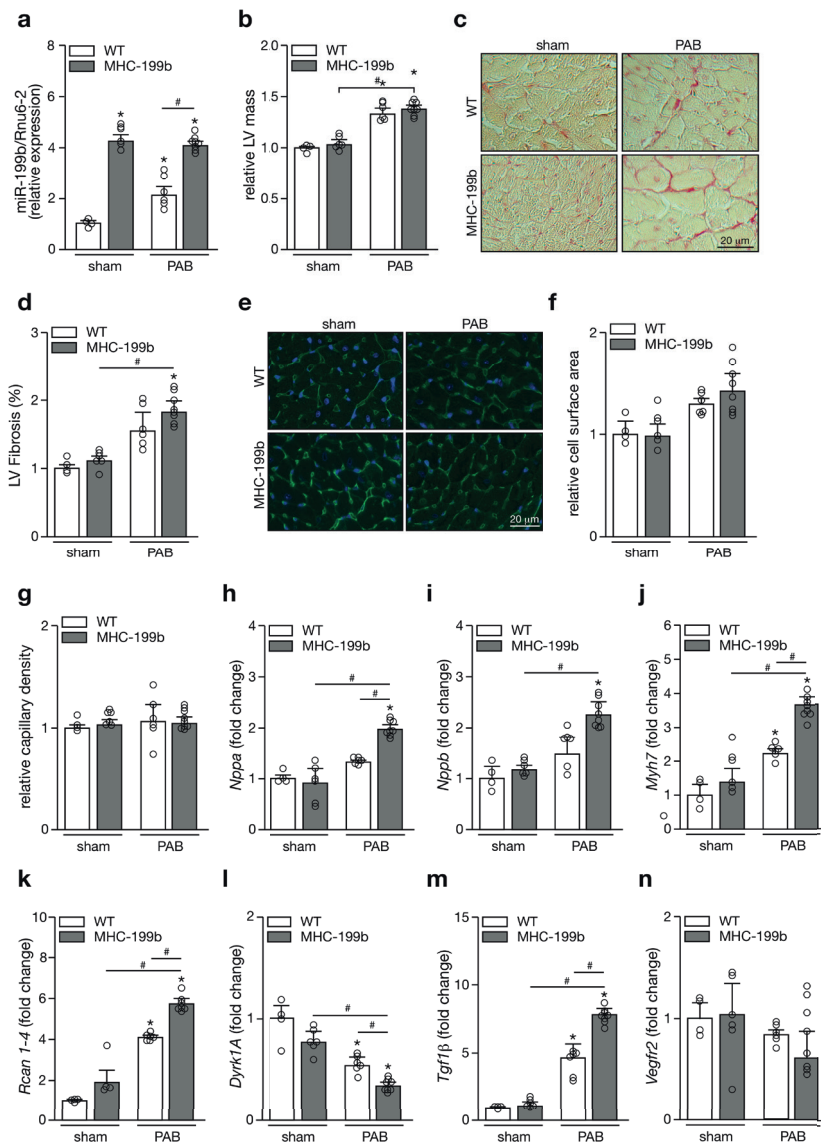 a
WT
MHC-199b
miR-199b/Rnu6-2
(relative expression)
8
6
4
2
0
*
*
#
*
sham
PAB
b
WT
MHC-199b
relative LV mass
2.0
1.5
1.0
0.5
0
#
*
*
sham
PAB
c
sham
PAB
WT
MHC-199b
20 µm
d
WT
MHC-199b
LV Fibrosis (%)
3
2
1
0
#
*
sham
PAB
e
sham
PAB
WT
MHC-199b
20 µm
f
WT
MHC-199b
relative cell surface area
2
1
0
sham
PAB
g
WT
MHC-199b
relative capillary density
2
1
0
sham
PAB
h
WT
MHC-199b
Nppa (fold change)
4
3
2
1
0
#
#
*
sham
PAB
i
WT
MHC-199b
Nppb (fold change)
4
3
2
1
0
#
*
sham
PAB
j
WT
MHC-199b
Myh7 (fold change)
6
5
4
3
2
1
0
#
#
*
*
sham
PAB
k
WT
MHC-199b
Rcan 1-4 (fold change)
10
8
6
4
2
0
#
#
*
*
sham
PAB
l
WT
MHC-199b
Dyrk1A (fold change)
2
1
0
#
#
*
*
sham
PAB
m
WT
MHC-199b
Tgf1β (fold change)
15
10
5
0
#
#
*
*
sham
PAB
n
WT
MHC-199b
Vegfr2 (fold change)
2
1
0
sham
PAB